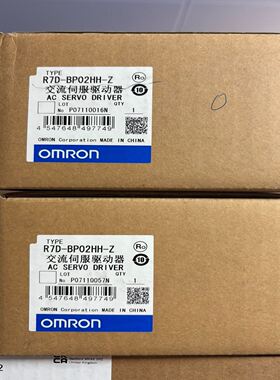 TYPE
R7D-BP02HH-Z
交流伺服驱动器
AC SERVO DRIVER
LOT
QTY
No P07110016N
1
4 547648 497749
OMRON Corporation MADE IN CHINA
OMRON
TYPE
R7D-BP02HH-Z
交流伺服驱动器
AC SERVO DRIVER
LOT
QTY
No P07110057N
1
4 547648 497749
OMRON Corporation MADE IN CHINA
OMRON